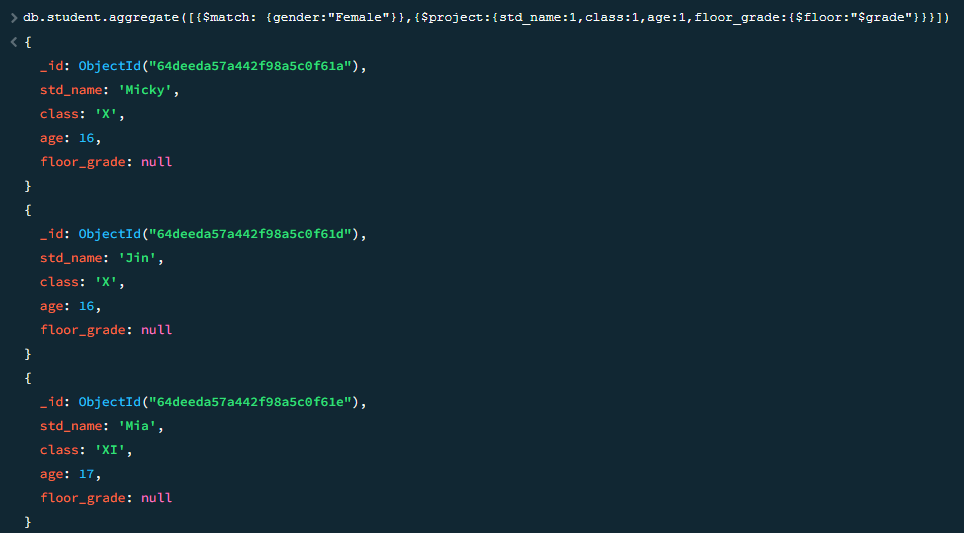 > db.student.aggregate([{$match: {gender:"Female"}},{$project:{std_name:1,class:1,age:1,floor_grade:{$floor:"$grade"}}}])
< {
_id: ObjectId("64deeda57a442f98a5c0f61a"),
std_name: 'Micky',
class: 'X',
age: 16,
floor_grade: null
}
{
_id: ObjectId("64deeda57a442f98a5c0f61d"),
std_name: 'Jin',
class: 'X',
age: 16,
floor_grade: null
}
{
_id: ObjectId("64deeda57a442f98a5c0f61e"),
std_name: 'Mia',
class: 'XI',
age: 17,
floor_grade: null
}